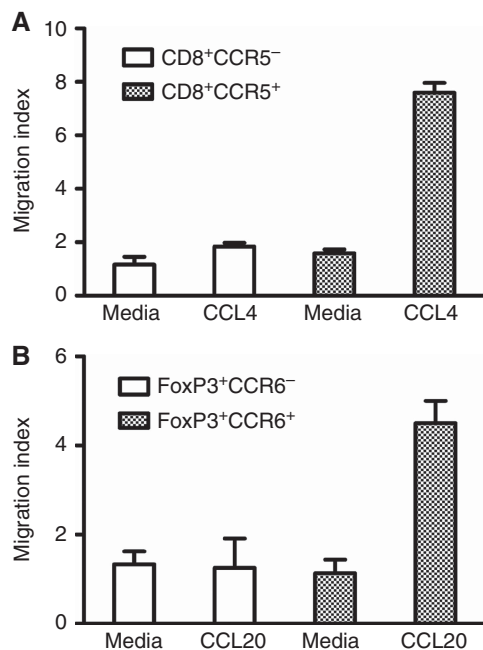 A
10
CD8⁺CCR5⁻
CD8⁺CCR5⁺
8
6
4
2
0
Migration index
Media CCL4 Media CCL4
B
6
FoxP3⁺CCR6⁻
FoxP3⁺CCR6⁺
4
2
0
Migration index
Media CCL20 Media CCL20